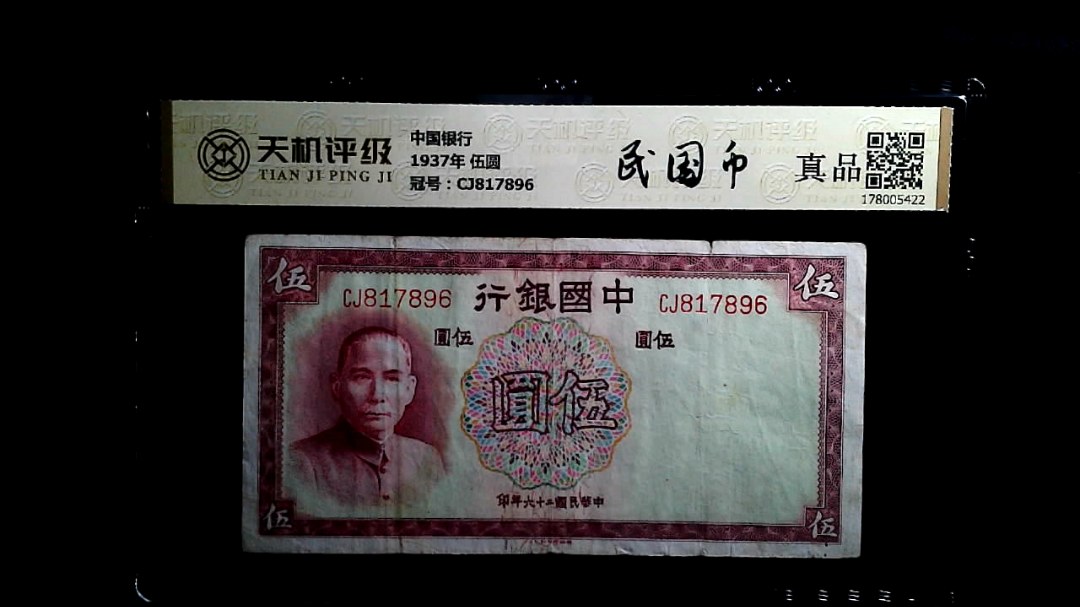 天机评级
TIAN JI PING JI
中国银行
1937年 伍圆
冠号：CJ817896
民国币
真品
178005422
伍
伍
CJ817896
中國銀行
CJ817896
伍圓
伍圓
伍圓
中華民國二十六年印
伍
伍